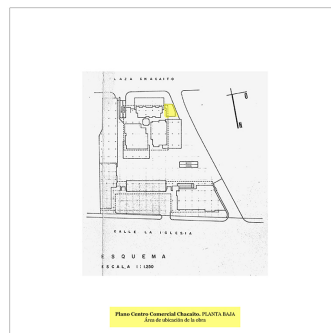 LAZA CHACAITO
N
CALLE LA IGLESIA
ESQUEMA
ESCALA 1:1250
Plano Centro Comercial Chacaíto. PLANTA BAJA
Área de ubicación de la obra